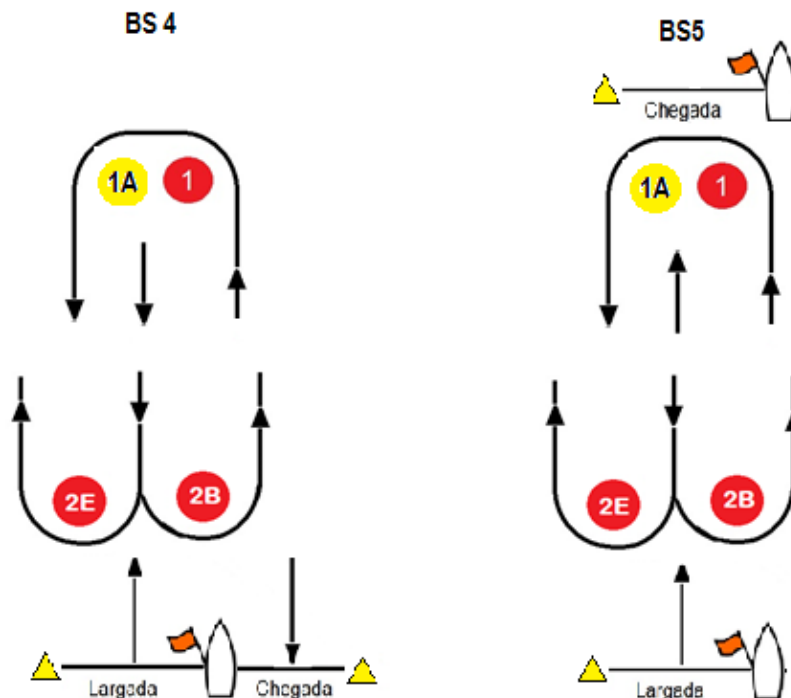 BS 4
1A 1
2E 2B
Largada Chegada
BS5
Chegada
1A 1
2E 2B
Largada